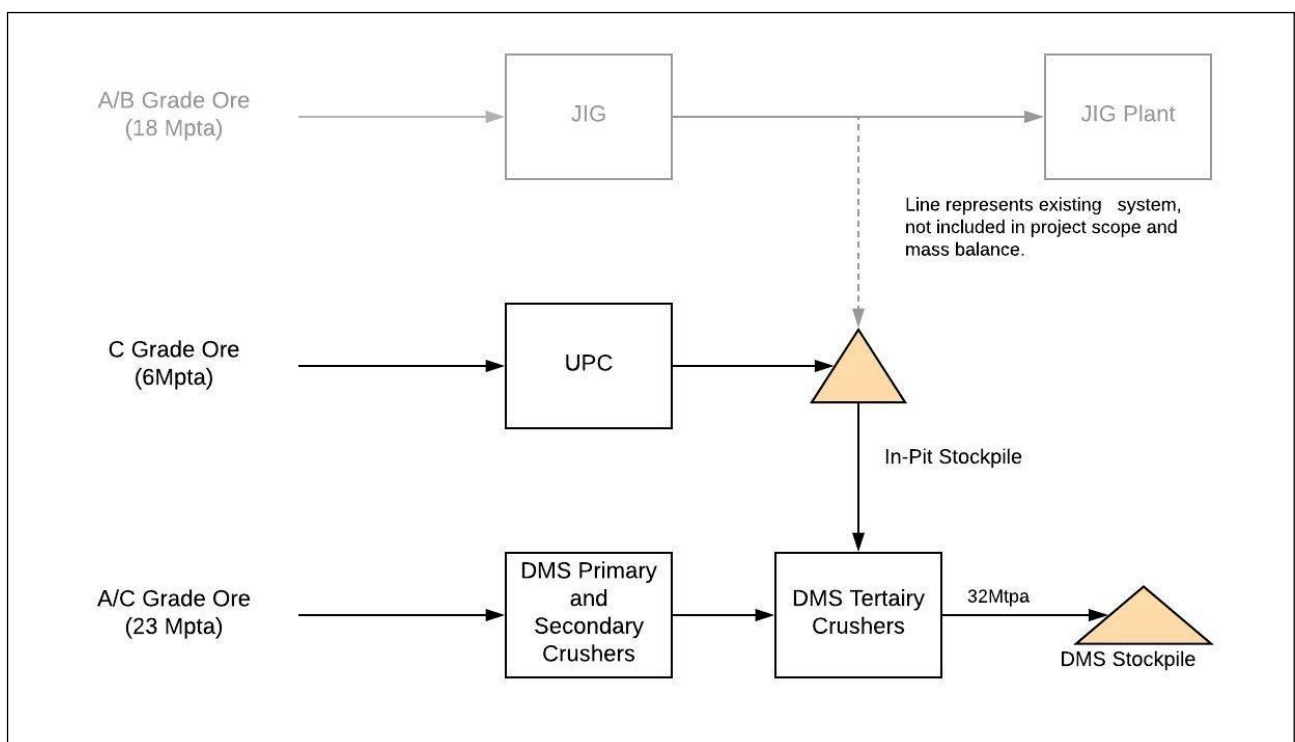 A/B Grade Ore
(18 Mpta)
JIG
JIG Plant
Line represents existing system,
not included in project scope and
mass balance.
C Grade Ore
(6Mpta)
UPC
In-Pit Stockpile
A/C Grade Ore
(23 Mpta)
DMS Primary
and
Secondary
Crushers
DMS Tertairy
Crushers
32Mtpa
DMS Stockpile